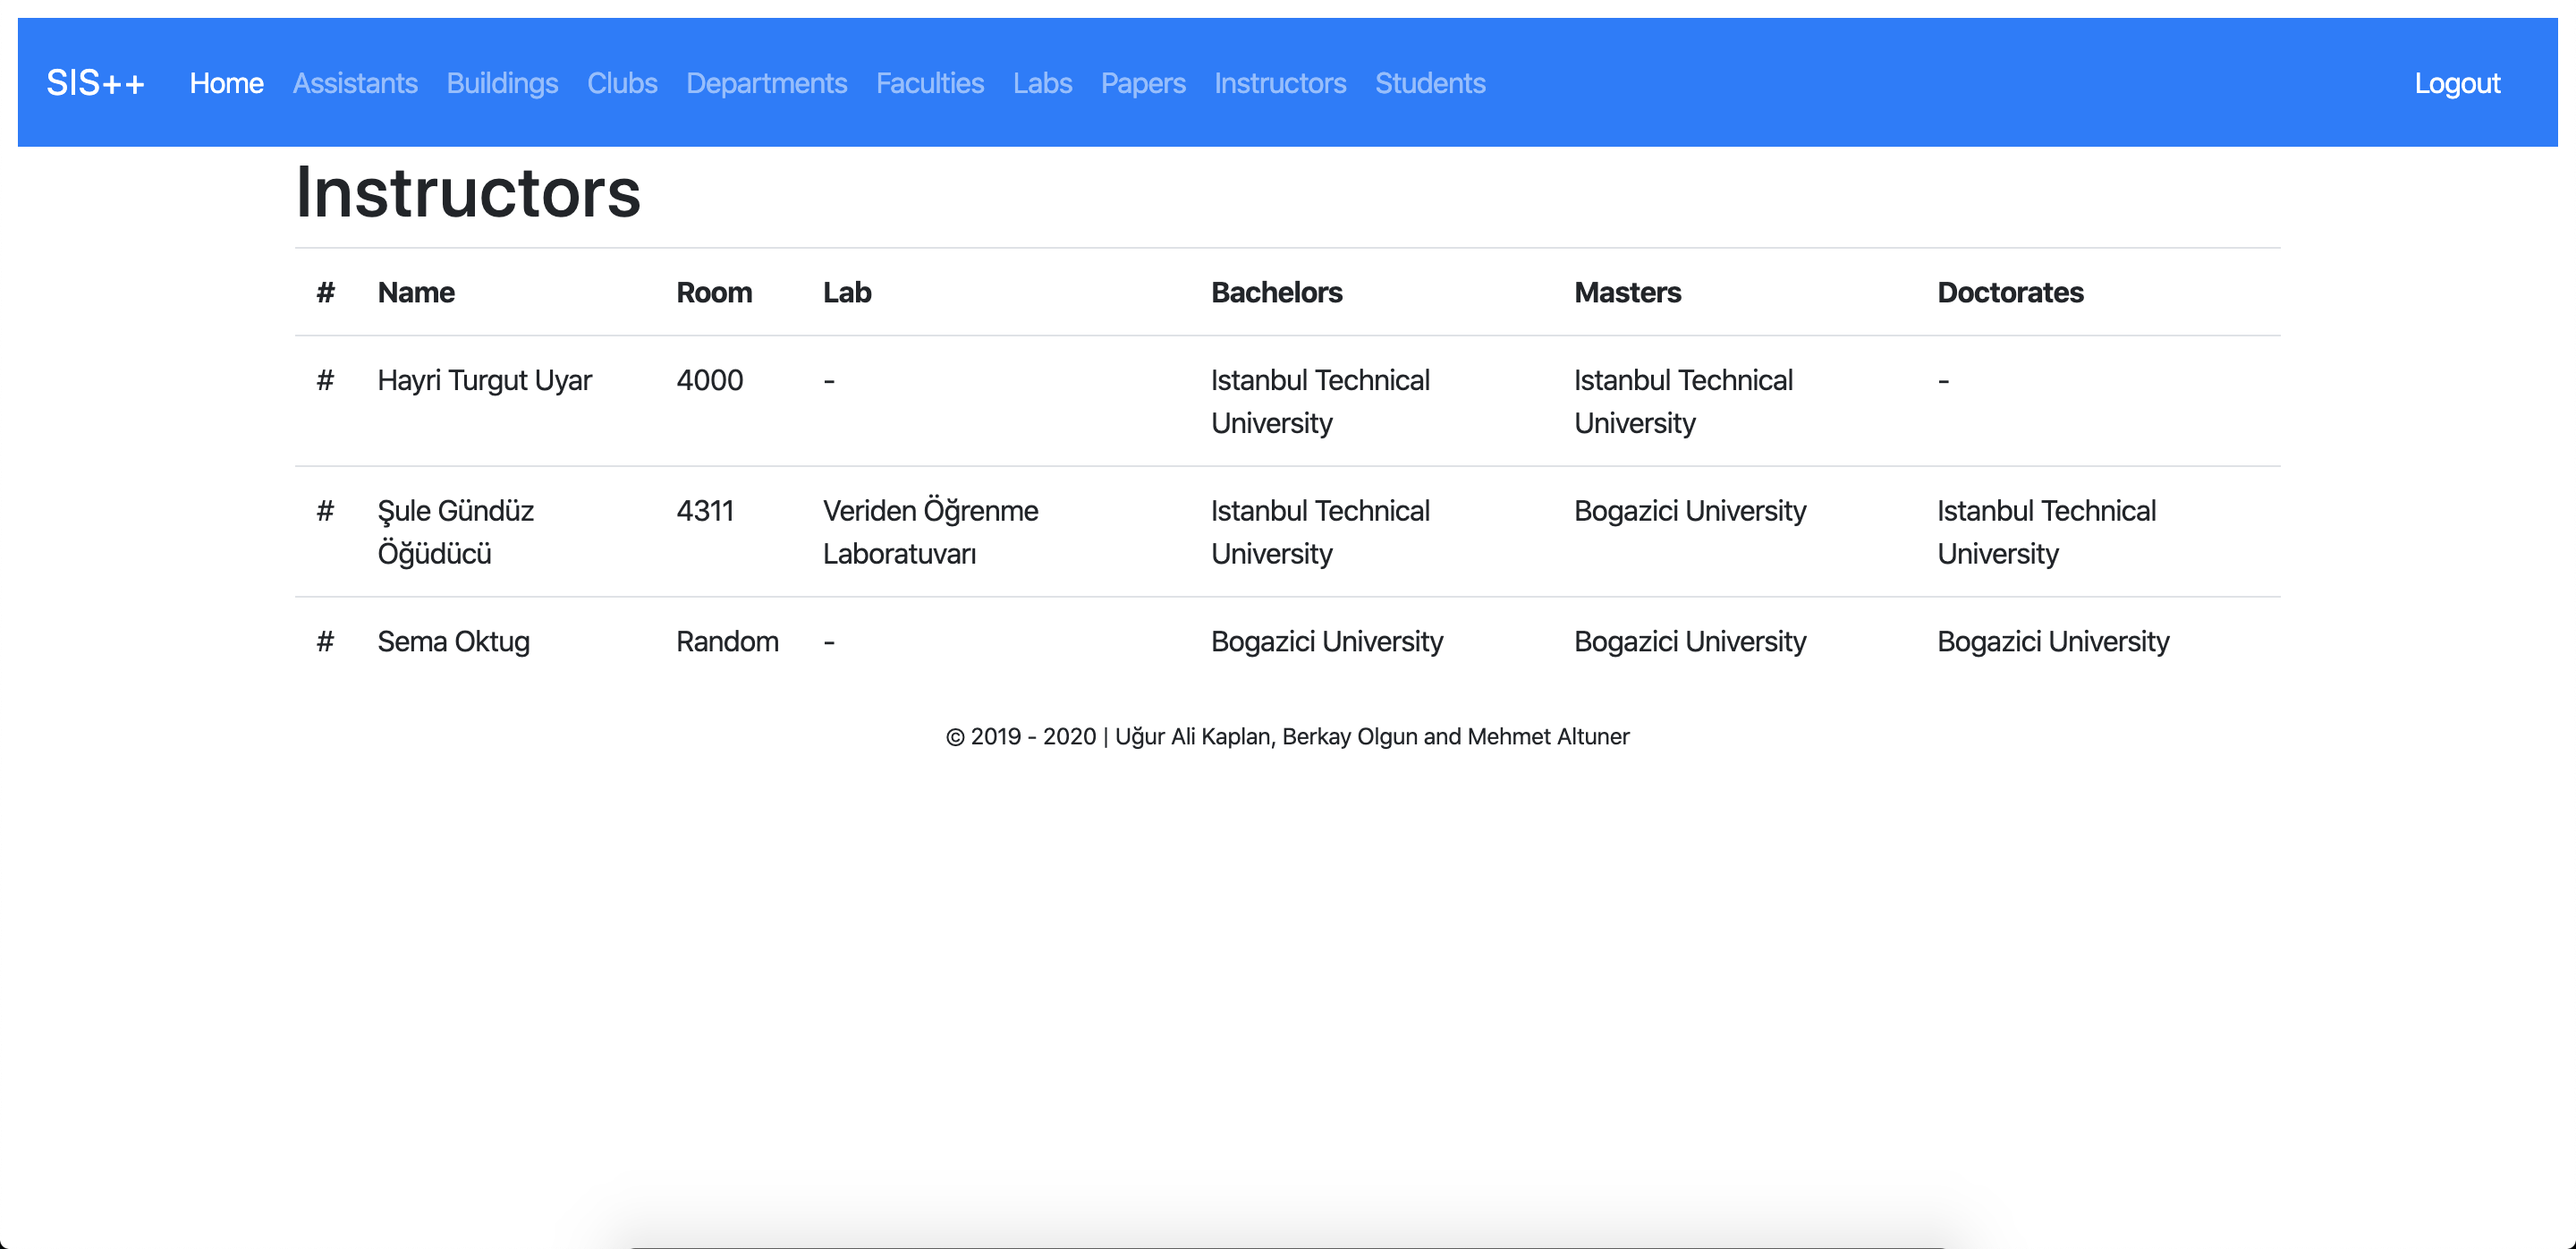 SIS++ Home Assistants Buildings Clubs Departments Faculties Labs Papers Instructors Students Logout
Instructors
# Name Room Lab Bachelors Masters Doctorates
# Hayri Turgut Uyar 4000 - Istanbul Technical Istanbul Technical -
University University
# Şule Gündüz 4311 Veriden Öğrenme Istanbul Technical Bogazici University Istanbul Technical
Öğüdücü Laboratuvarı University University
# Sema Oktug Random - Bogazici University Bogazici University Bogazici University
© 2019 - 2020 | Uğur Ali Kaplan, Berkay Olgun and Mehmet Altuner